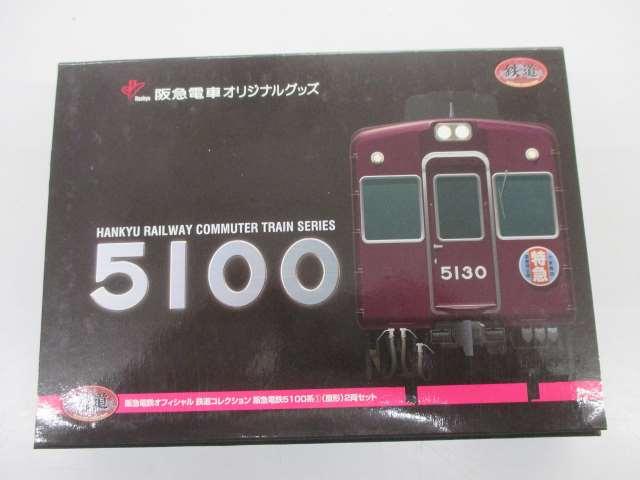 Hankyu 阪急電車オリジナルグッズ
鉄道
HANKYU RAILWAY COMMUTER TRAIN SERIES
5100
5130
特急
鉄道
阪急電鉄オフィシャル 鉄道コレクション 阪急電鉄5100系①(原形)2両セット